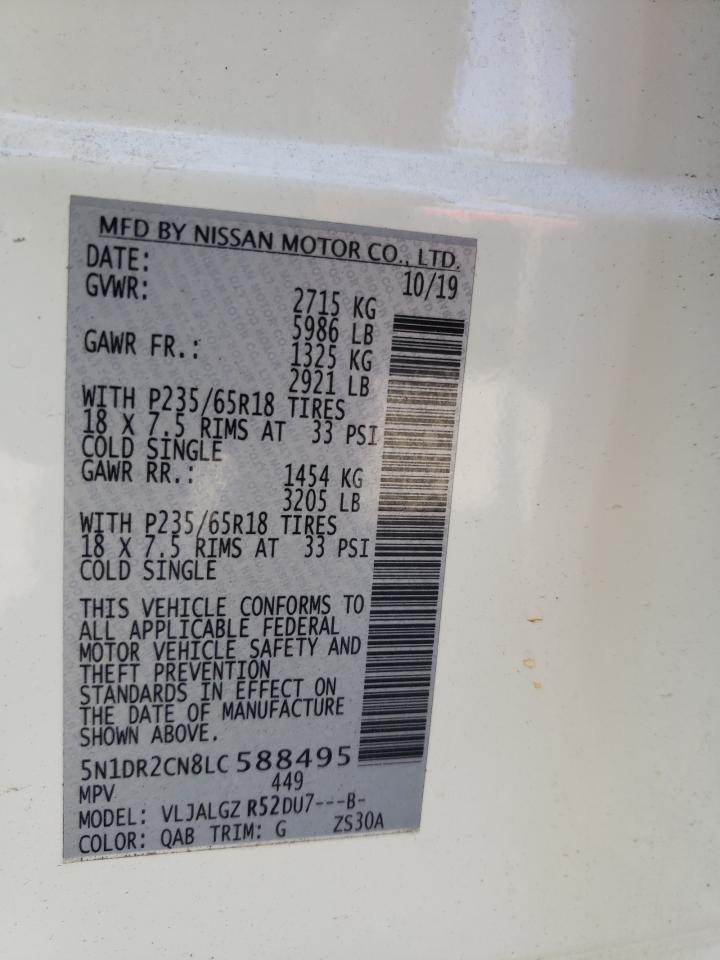 MFD BY NISSAN MOTOR CO., LTD.
DATE: 10/19
GVWR: 2715 KG
5986 LB
GAWR FR.: 1325 KG
2921 LB
WITH P235/65R18 TIRES
18 X 7.5 RIMS AT 33 PSI
COLD SINGLE
GAWR RR.: 1454 KG
3205 LB
WITH P235/65R18 TIRES
18 X 7.5 RIMS AT 33 PSI
COLD SINGLE
THIS VEHICLE CONFORMS TO
ALL APPLICABLE FEDERAL
MOTOR VEHICLE SAFETY AND
THEFT PREVENTION
STANDARDS IN EFFECT ON
THE DATE OF MANUFACTURE
SHOWN ABOVE.
5N1DR2CN8LC588495
MPV 449
MODEL: VLJALGZ R52DU7---B-
COLOR: QAB TRIM: G ZS30A